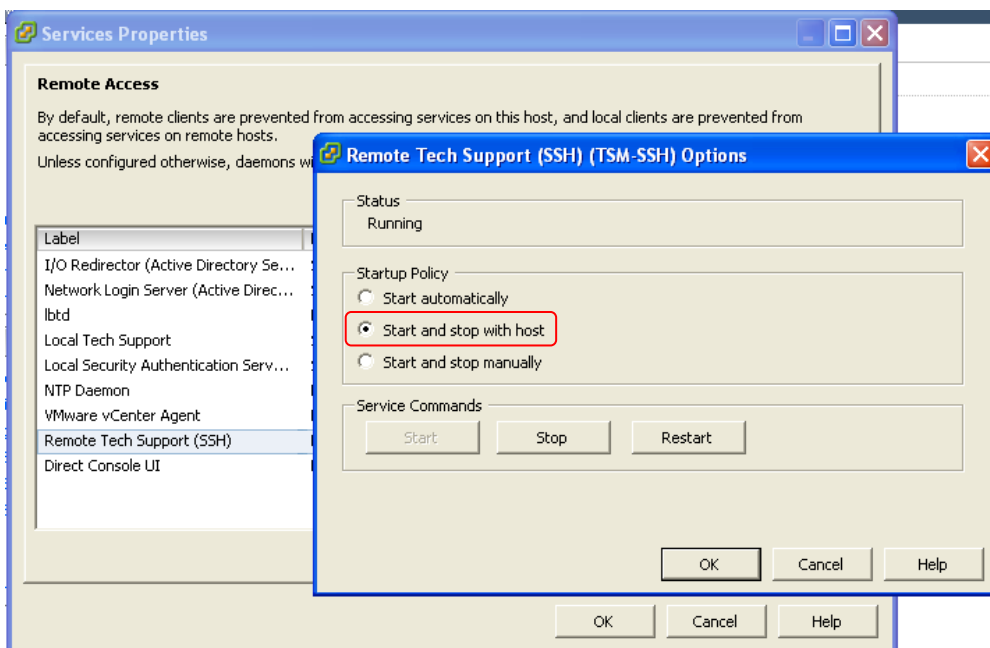 Services Properties
Remote Access
By default, remote clients are prevented from accessing services on this host, and local clients are prevented from
accessing services on remote hosts.
Unless configured otherwise, daemons
Label
I/O Redirector (Active Directory Se...
Network Login Server (Active Direc...
lbtd
Local Tech Support
Local Security Authentication Serv...
NTP Daemon
VMware vCenter Agent
Remote Tech Support (SSH)
Direct Console UI
OK
Cancel
Help
Remote Tech Support (SSH) (TSM-SSH) Options
Status
Running
Startup Policy
Start automatically
Start and stop with host
Start and stop manually
Service Commands
Start
Stop
Restart
OK
Cancel
Help